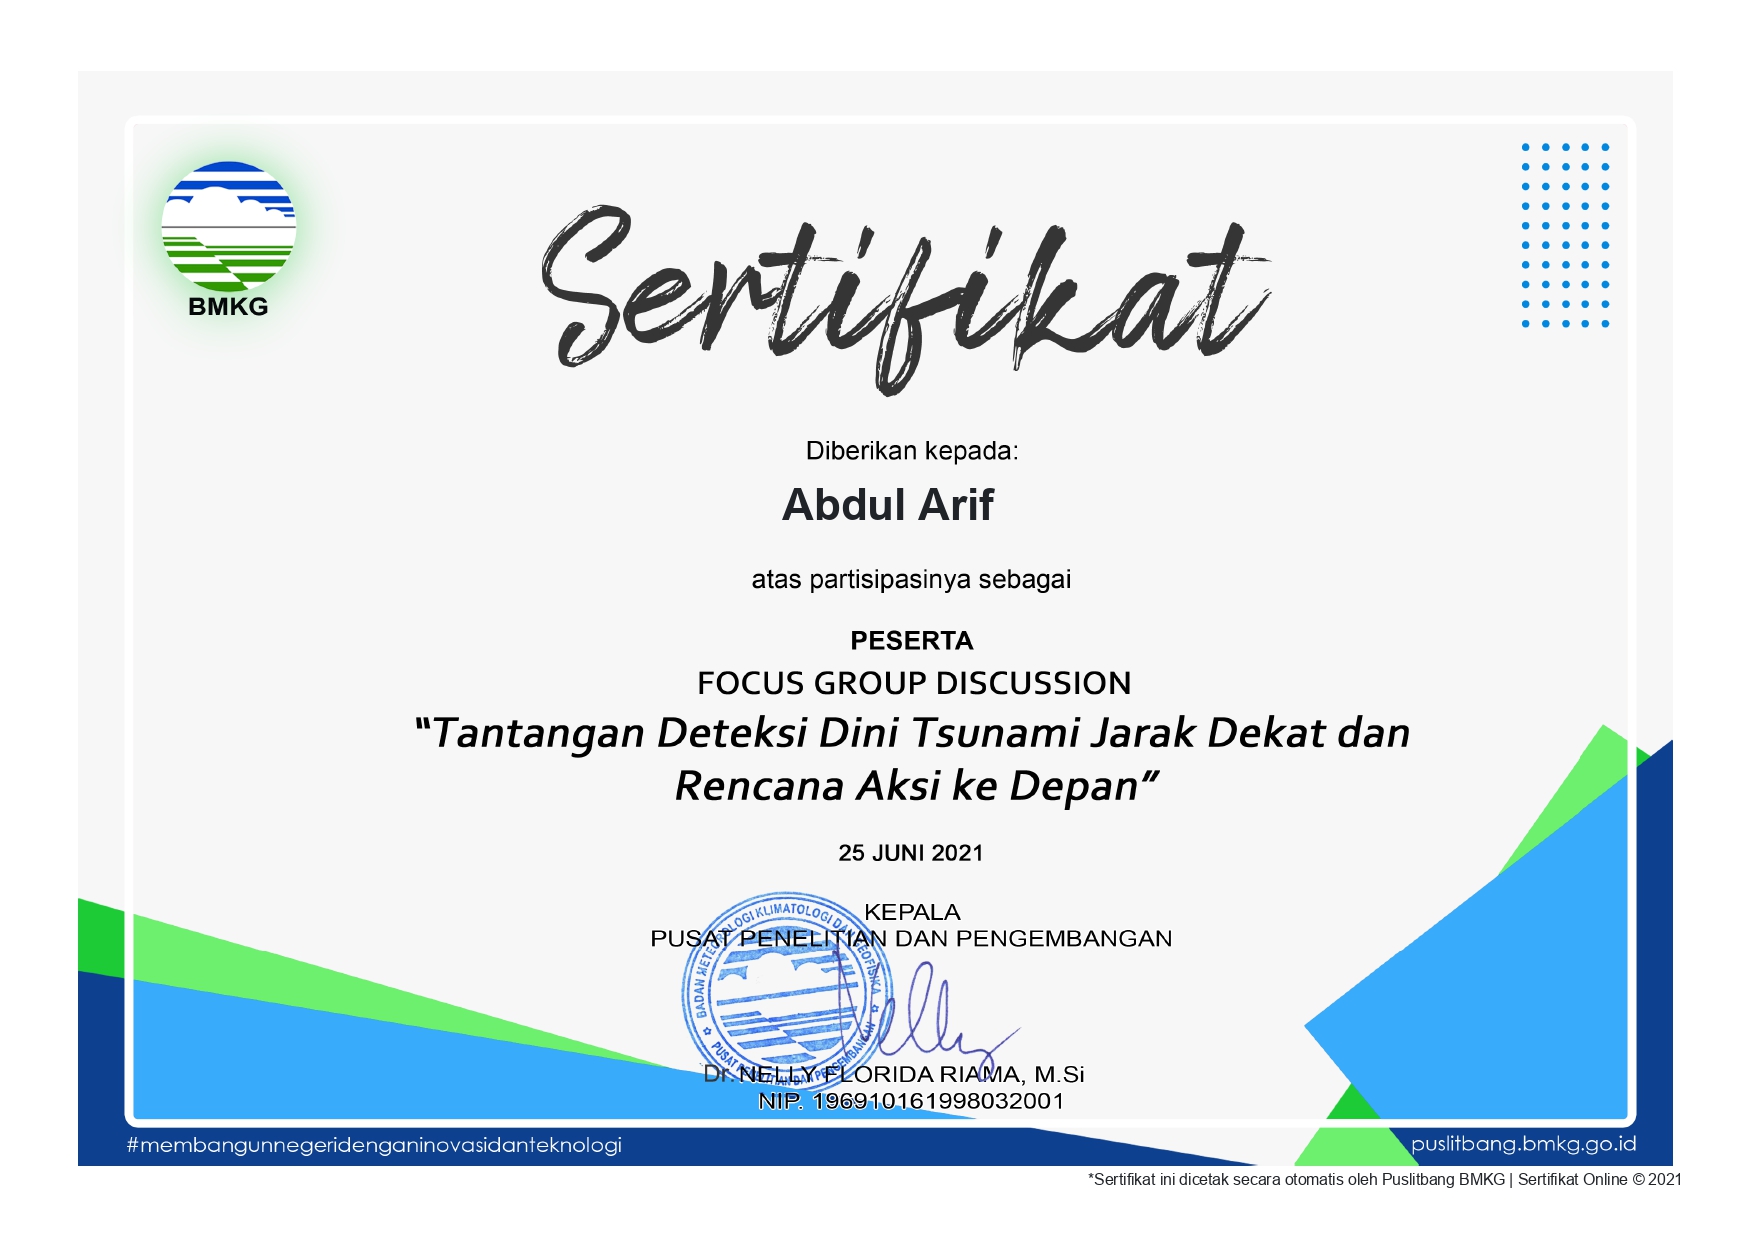 BMKG
Sertifikat
Diberikan kepada:
Abdul Arif
atas partisipasinya sebagai
PESERTA
FOCUS GROUP DISCUSSION
“Tantangan Deteksi Dini Tsunami Jarak Dekat dan
Rencana Aksi ke Depan”
25 JUNI 2021
KEPALA
PUSAT PENELITIAN DAN PENGEMBANGAN
BADAN METEOROLOGI KLIMATOLOGI DAN GEOFISIKA
PUSAT PENELITIAN DAN PENGEMBANGAN
Nelly
Dr. NELLY FLORIDA RIAMA, M.Si
NIP. 196910161998032001
#membangunnegeridenganinovasidanteknologi
puslitbang.bmkg.go.id
*Sertifikat ini dicetak secara otomatis oleh Puslitbang BMKG | Sertifikat Online © 2021